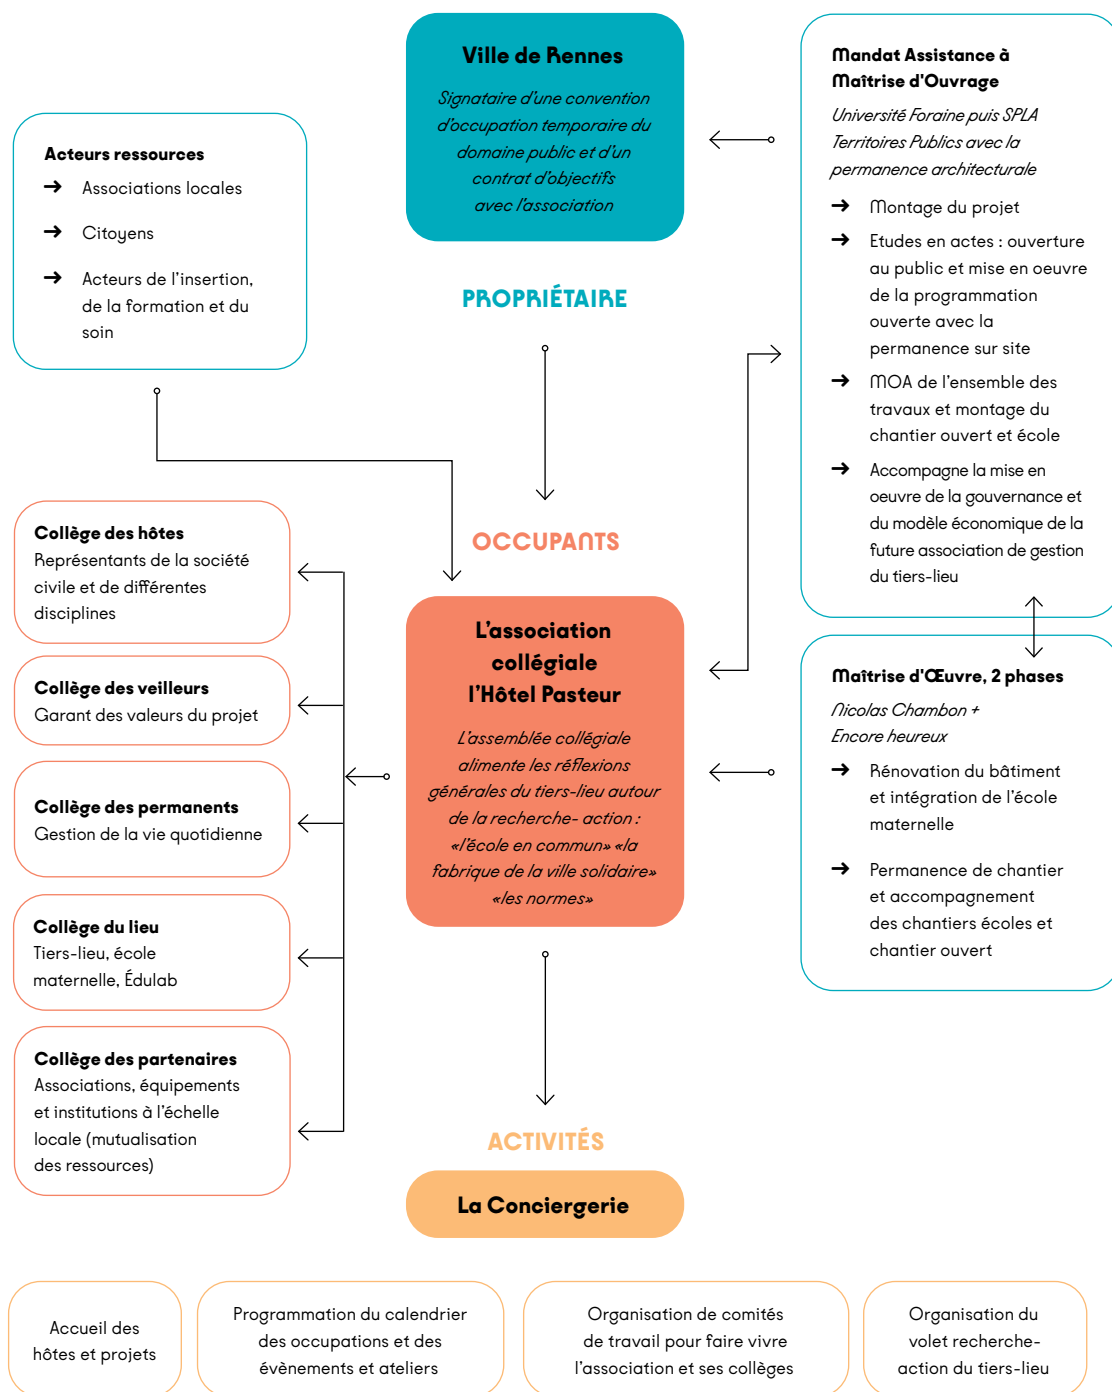 Ville de Rennes
Signataire d'une convention
d'occupation temporaire du
domaine public et d'un
contrat d'objectifs
avec l'association
PROPRIÉTAIRE
Acteurs ressources
➔ Associations locales
➔ Citoyens
➔ Acteurs de l'insertion,
de la formation et du
soin
Mandat Assistance à
Maîtrise d'Ouvrage
Université Foraine puis SPLA
Territoires Publics avec la
permanence architecturale
➔ Montage du projet
➔ Etudes en actes : ouverture
au public et mise en oeuvre
de la programmation
ouverte avec la
permanence sur site
➔ MOA de l'ensemble des
travaux et montage du
chantier ouvert et école
➔ Accompagne la mise en
oeuvre de la gouvernance et
du modèle économique de la
future association de gestion
du tiers-lieu
OCCUPANTS
L'association
collégiale
l'Hôtel Pasteur
L'assemblée collégiale
alimente les réflexions
générales du tiers-lieu autour
de la recherche- action :
«l'école en commun» «la
fabrique de la ville solidaire»
«les normes»
Collège des hôtes
Représentants de la société
civile et de différentes
disciplines
Collège des veilleurs
Garant des valeurs du projet
Collège des permanents
Gestion de la vie quotidienne
Collège du lieu
Tiers-lieu, école
maternelle, Édulab
Collège des partenaires
Associations, équipements
et institutions à l'échelle
locale (mutualisation
des ressources)
Maîtrise d'Œuvre, 2 phases
Nicolas Chambon +
Encore heureux
➔ Rénovation du bâtiment
et intégration de l'école
maternelle
➔ Permanence de chantier
et accompagnement
des chantiers écoles et
chantier ouvert
ACTIVITÉS
La Conciergerie
Accueil des
hôtes et projets
Programmation du calendrier
des occupations et des
évènements et ateliers
Organisation de comités
de travail pour faire vivre
l'association et ses collèges
Organisation du
volet recherche-
action du tiers-lieu